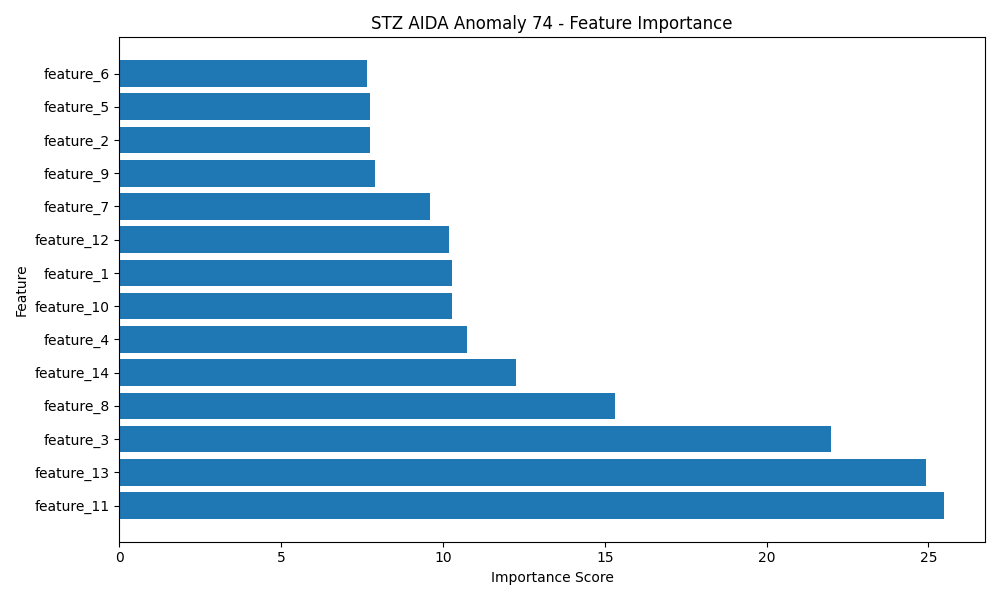 STZ AIDA Anomaly 74 - Feature Importance
Feature
feature_6
feature_5
feature_2
feature_9
feature_7
feature_12
feature_1
feature_10
feature_4
feature_14
feature_8
feature_3
feature_13
feature_11
0 5 10 15 20 25
Importance Score